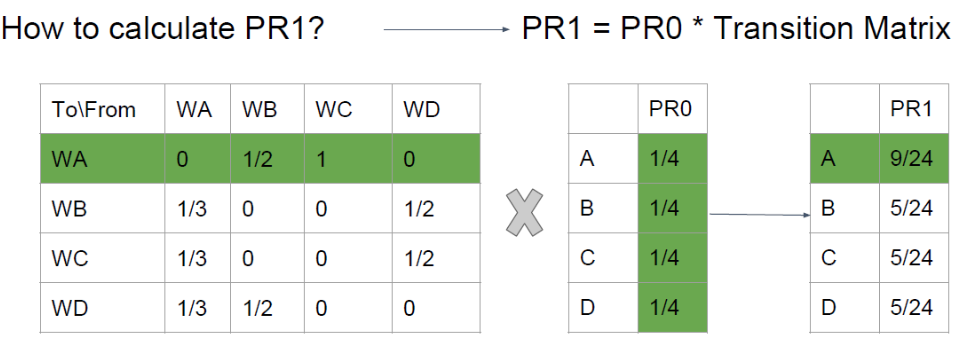 How to calculate PR1? PR1 = PR0 * Transition Matrix
To\From WA WB WC WD
WA 0 1/2 1 0
WB 1/3 0 0 1/2
WC 1/3 0 0 1/2
WD 1/3 1/2 0 0
PR0
A 1/4
B 1/4
C 1/4
D 1/4
PR1
A 9/24
B 5/24
C 5/24
D 5/24